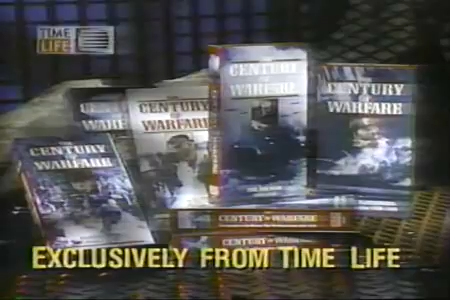 TIME
LIFE
THE
CENTURY
OF
WARFARE
CENTURY
WARFARE
CENTURY
OF
WARFARE
CENTURY
OF
WARFARE
CENTURY
OF
WARFARE
CENTURY OF WARFARE
CENTURY OF WARFARE
EXCLUSIVELY FROM TIME LIFE